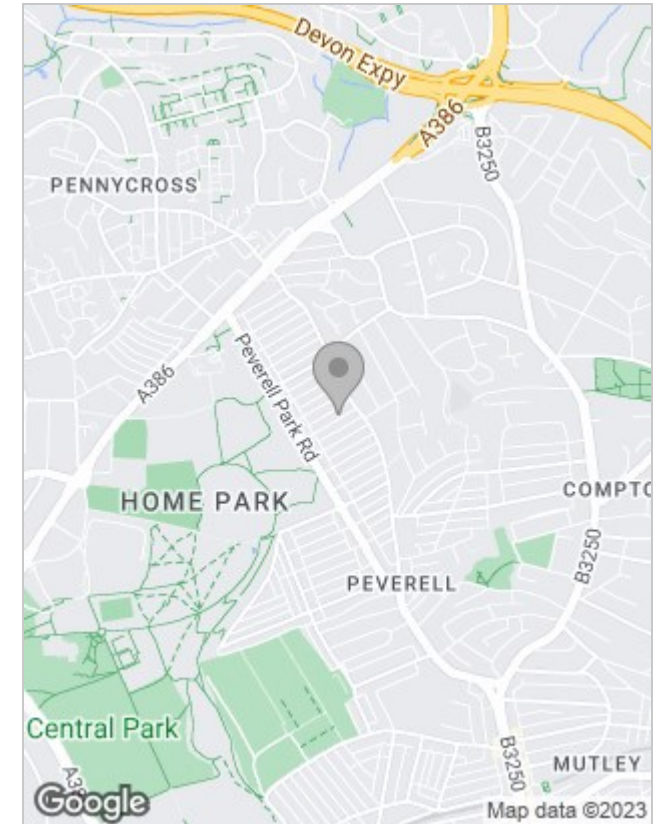 Devon Expy
A386
B3250
PENNYCROSS
Peverell Park Rd
A386
HOME PARK
COMPTO
B3250
PEVERELL
Central Park
A38
B3250
MUTLEY
Google
Map data ©2023